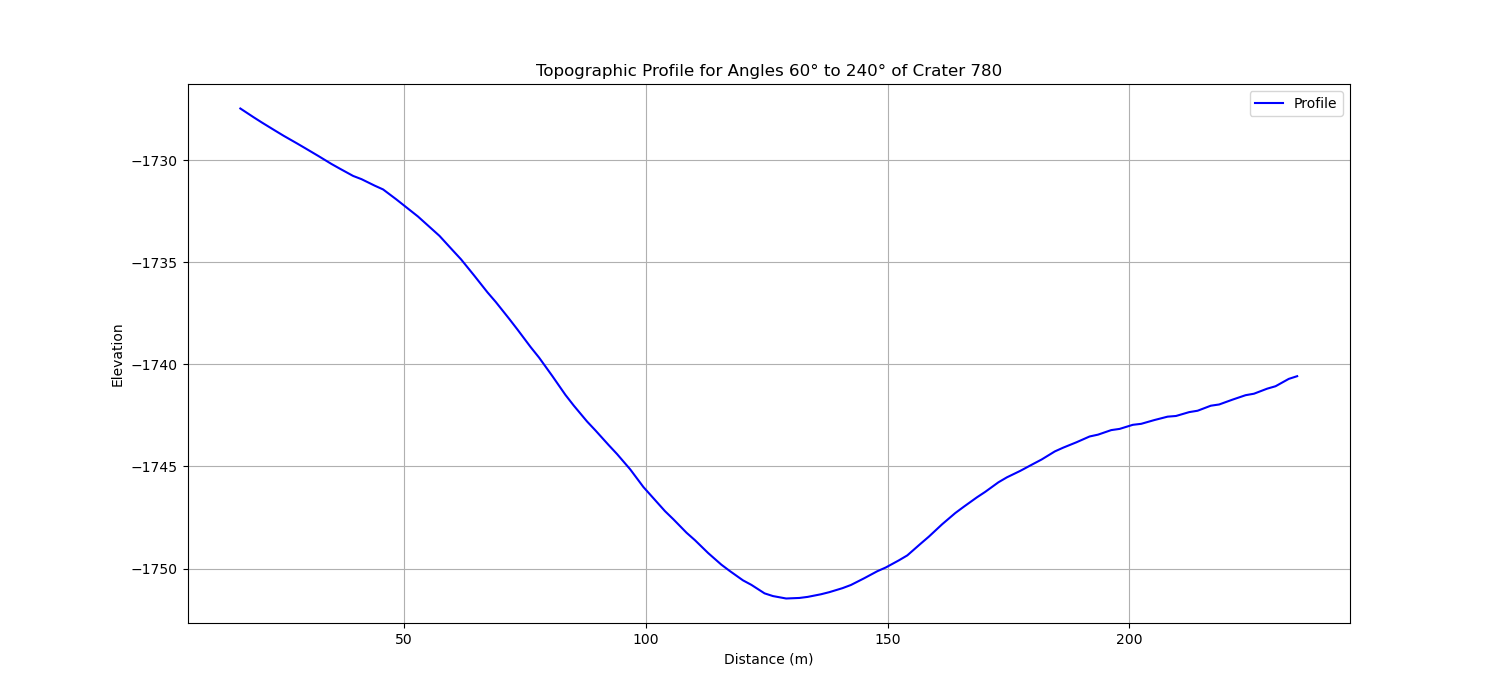 Topographic Profile for Angles 60° to 240° of Crater 780
Profile
Elevation
−1730
−1735
−1740
−1745
−1750
50
100
150
200
Distance (m)